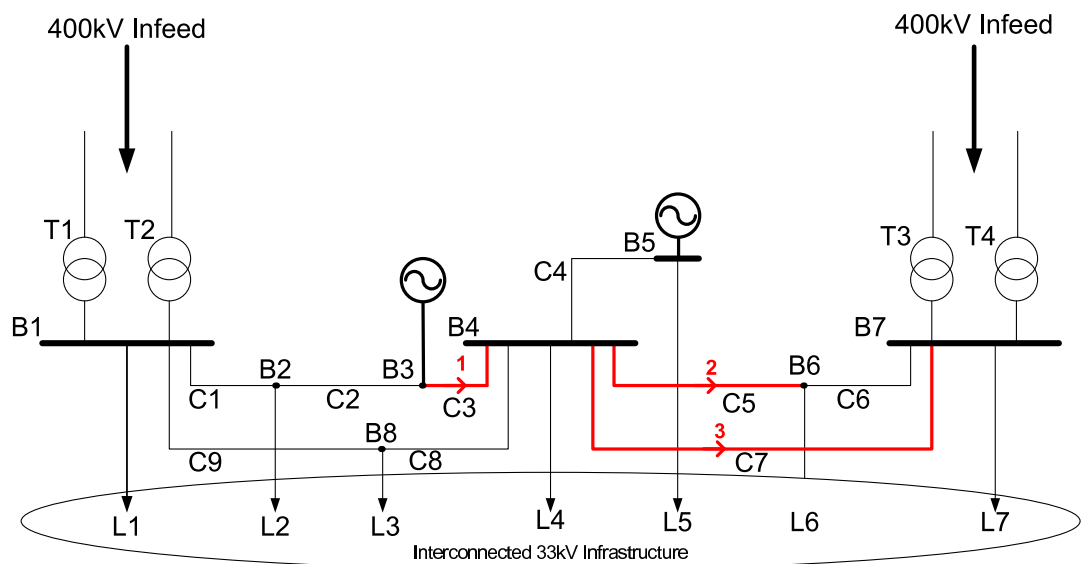 400kV Infeed
400kV Infeed
T1
T2
T3
T4
B5
C4
B1
B4
B7
B2
B3
1
2
B6
C1
C2
C3
C5
C6
B8
3
C9
C8
C7
L1
L2
L3
L4
L5
L6
L7
Interconnected 33kV Infrastructure